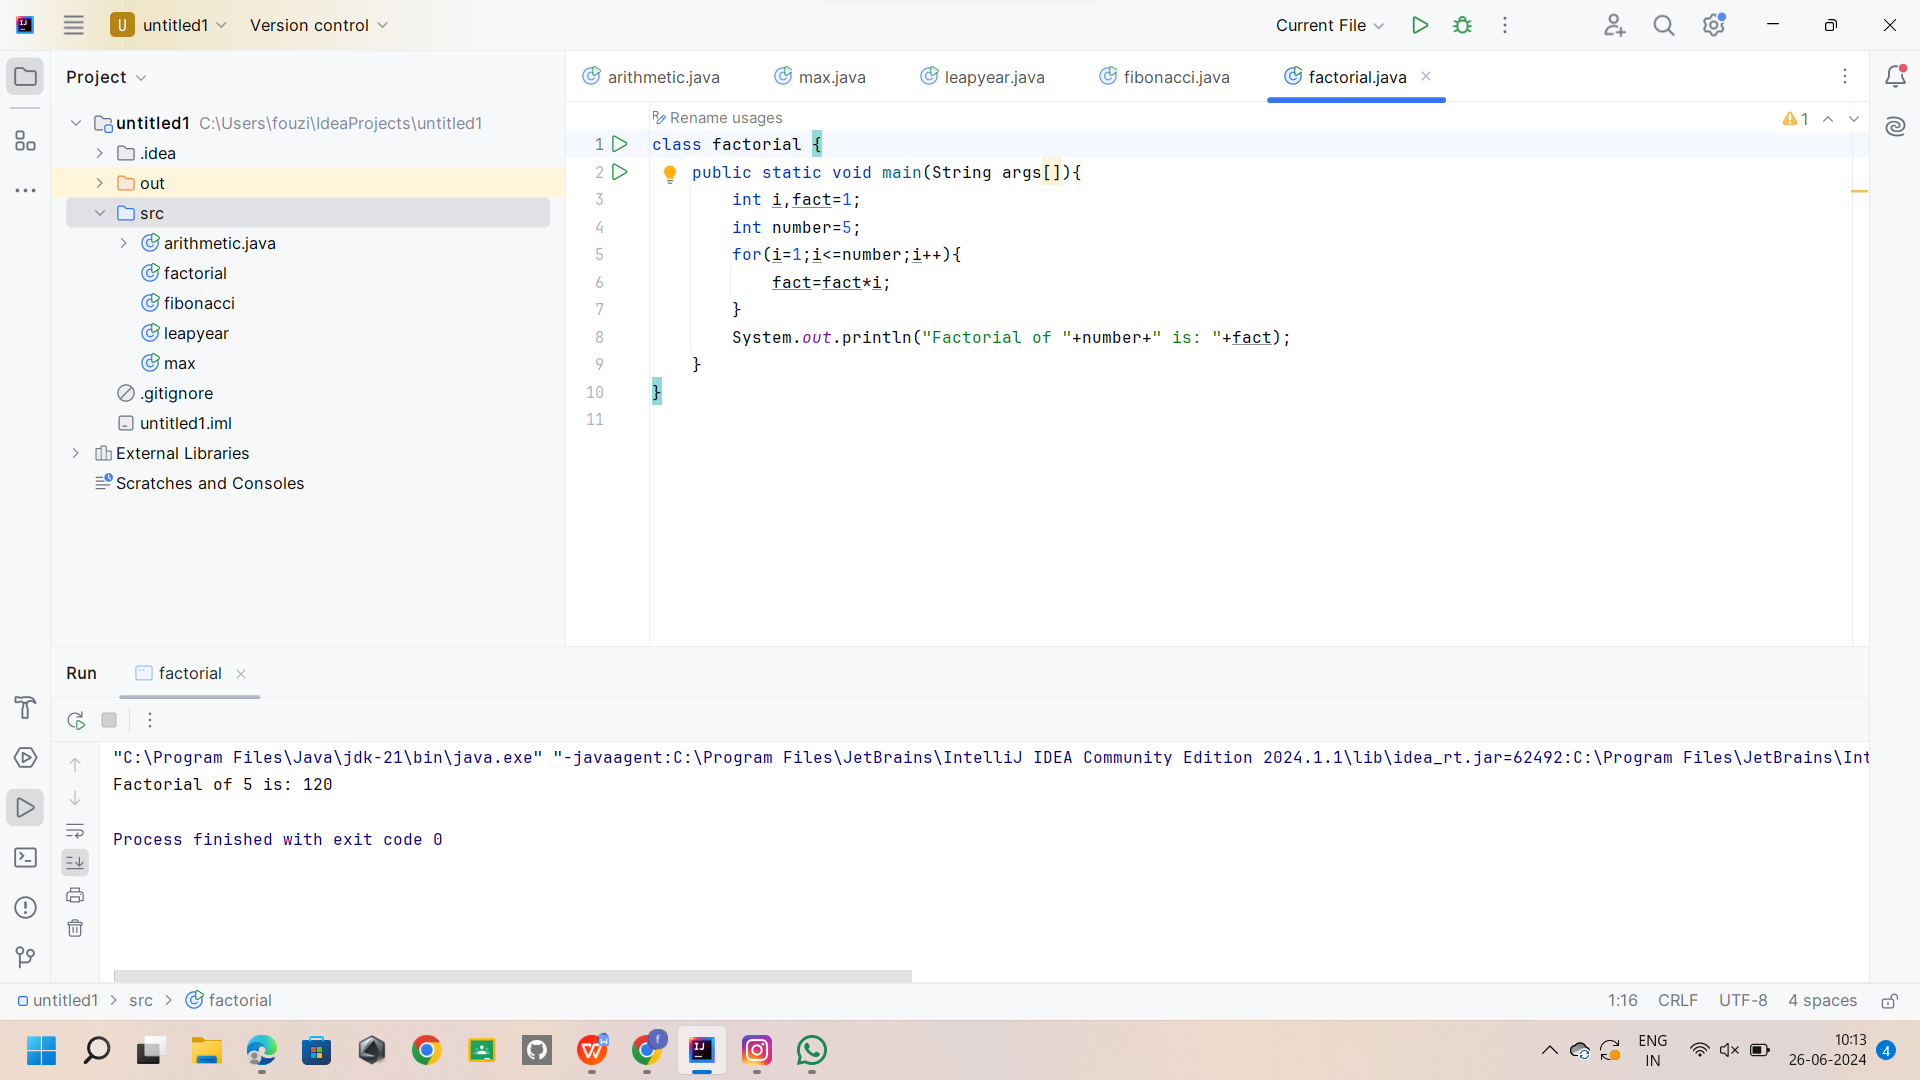 untitled1 Version control Current File
Project
arithmetic.java max.java leapyear.java fibonacci.java factorial.java
untitled1 C:\Users\fouzi\IdeaProjects\untitled1
.idea
out
src
arithmetic.java
factorial
fibonacci
leapyear
max
.gitignore
untitled1.iml
External Libraries
Scratches and Consoles
Rename usages
1
1 class factorial {
2 public static void main(String args[]){
3 int i,fact=1;
4 int number=5;
5 for(i=1;i<=number;i++){
6 fact=fact*i;
7 }
8 System.out.println("Factorial of "+number+" is: "+fact);
9 }
10 }
11
Run factorial
"C:\Program Files\Java\jdk-21\bin\java.exe" "-javaagent:C:\Program Files\JetBrains\IntelliJ IDEA Community Edition 2024.1.1\lib\idea_rt.jar=62492:C:\Program Files\JetBrains\Int
Factorial of 5 is: 120
Process finished with exit code 0
untitled1 src factorial 1:16 CRLF UTF-8 4 spaces
ENG
IN
10:13
26-06-2024
4